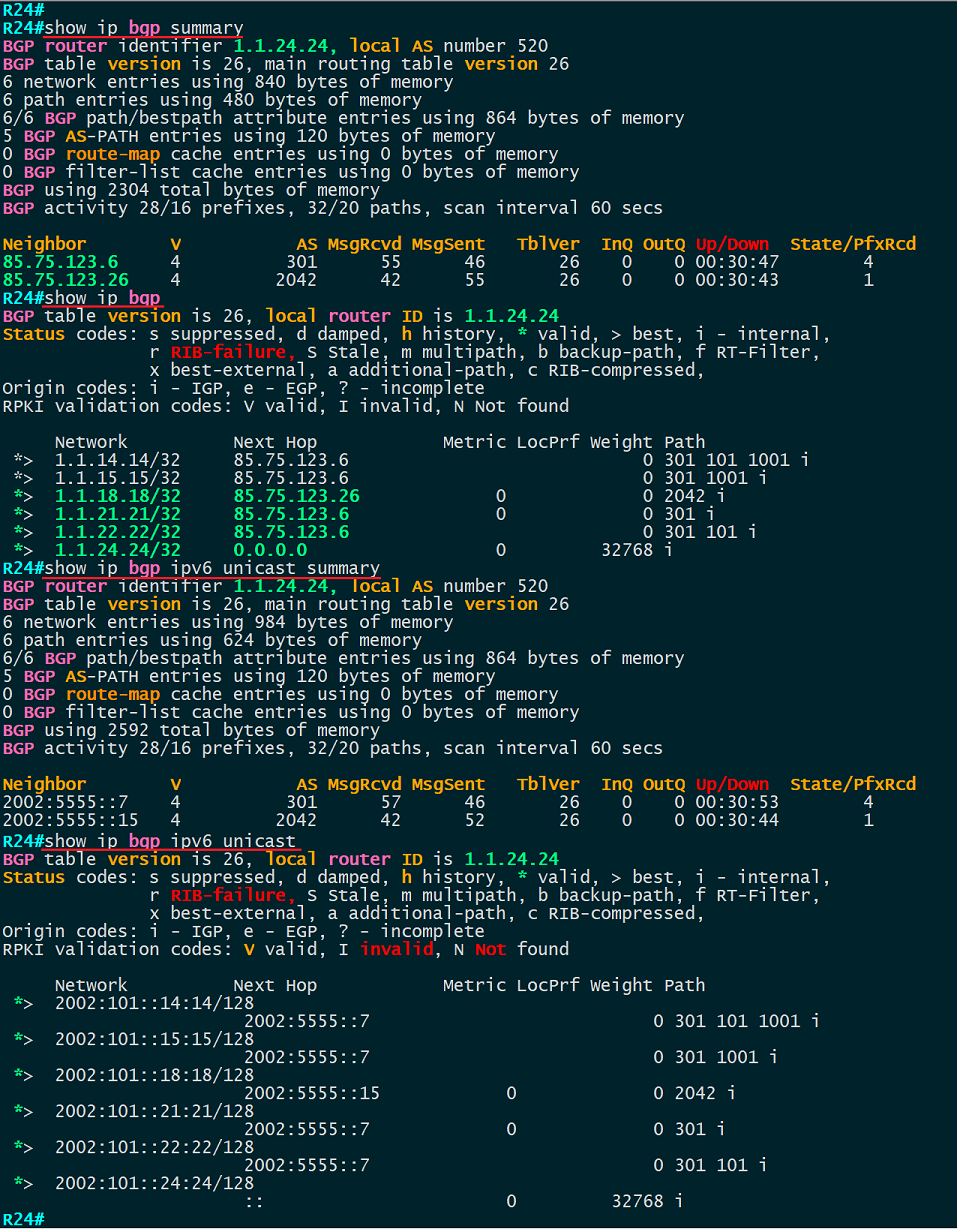 R24#
R24#show ip bgp summary
BGP router identifier 1.1.24.24, local AS number 520
BGP table version is 26, main routing table version 26
6 network entries using 840 bytes of memory
6 path entries using 480 bytes of memory
6/6 BGP path/bestpath attribute entries using 864 bytes of memory
5 BGP AS-PATH entries using 120 bytes of memory
0 BGP route-map cache entries using 0 bytes of memory
0 BGP filter-list cache entries using 0 bytes of memory
BGP using 2304 total bytes of memory
BGP activity 28/16 prefixes, 32/20 paths, scan interval 60 secs

Neighbor        V           AS MsgRcvd MsgSent   TblVer  InQ OutQ Up/Down  State/PfxRcd
85.75.123.6     4          301      55      46       26    0    0 00:30:47        4
85.75.123.26    4         2042      42      55       26    0    0 00:30:43        1
R24#show ip bgp
BGP table version is 26, local router ID is 1.1.24.24
Status codes: s suppressed, d damped, h history, * valid, > best, i - internal,
              r RIB-failure, S Stale, m multipath, b backup-path, f RT-Filter,
              x best-external, a additional-path, c RIB-compressed,
Origin codes: i - IGP, e - EGP, ? - incomplete
RPKI validation codes: V valid, I invalid, N Not found

     Network          Next Hop            Metric LocPrf Weight Path
 *>  1.1.14.14/32     85.75.123.6                            0 301 101 1001 i
 *>  1.1.15.15/32     85.75.123.6                            0 301 1001 i
 *>  1.1.18.18/32     85.75.123.26             0             0 2042 i
 *>  1.1.21.21/32     85.75.123.6              0             0 301 i
 *>  1.1.22.22/32     85.75.123.6                            0 301 101 i
 *>  1.1.24.24/32     0.0.0.0                  0         32768 i
R24#show ip bgp ipv6 unicast summary
BGP router identifier 1.1.24.24, local AS number 520
BGP table version is 26, main routing table version 26
6 network entries using 984 bytes of memory
6 path entries using 624 bytes of memory
6/6 BGP path/bestpath attribute entries using 864 bytes of memory
5 BGP AS-PATH entries using 120 bytes of memory
0 BGP route-map cache entries using 0 bytes of memory
0 BGP filter-list cache entries using 0 bytes of memory
BGP using 2592 total bytes of memory
BGP activity 28/16 prefixes, 32/20 paths, scan interval 60 secs

Neighbor        V           AS MsgRcvd MsgSent   TblVer  InQ OutQ Up/Down  State/PfxRcd
2002:5555::7    4          301      57      46       26    0    0 00:30:53        4
2002:5555::15   4         2042      42      52       26    0    0 00:30:44        1
R24#show ip bgp ipv6 unicast
BGP table version is 26, local router ID is 1.1.24.24
Status codes: s suppressed, d damped, h history, * valid, > best, i - internal,
              r RIB-failure, S Stale, m multipath, b backup-path, f RT-Filter,
              x best-external, a additional-path, c RIB-compressed,
Origin codes: i - IGP, e - EGP, ? - incomplete
RPKI validation codes: V valid, I invalid, N Not found

     Network          Next Hop            Metric LocPrf Weight Path
 *>  2002:101::14:14/128
                       2002:5555::7                           0 301 101 1001 i
 *>  2002:101::15:15/128
                       2002:5555::7                           0 301 1001 i
 *>  2002:101::18:18/128
                       2002:5555::15            0             0 2042 i
 *>  2002:101::21:21/128
                       2002:5555::7             0             0 301 i
 *>  2002:101::22:22/128
                       2002:5555::7                           0 301 101 i
 *>  2002:101::24:24/128
                       ::                       0         32768 i
R24#